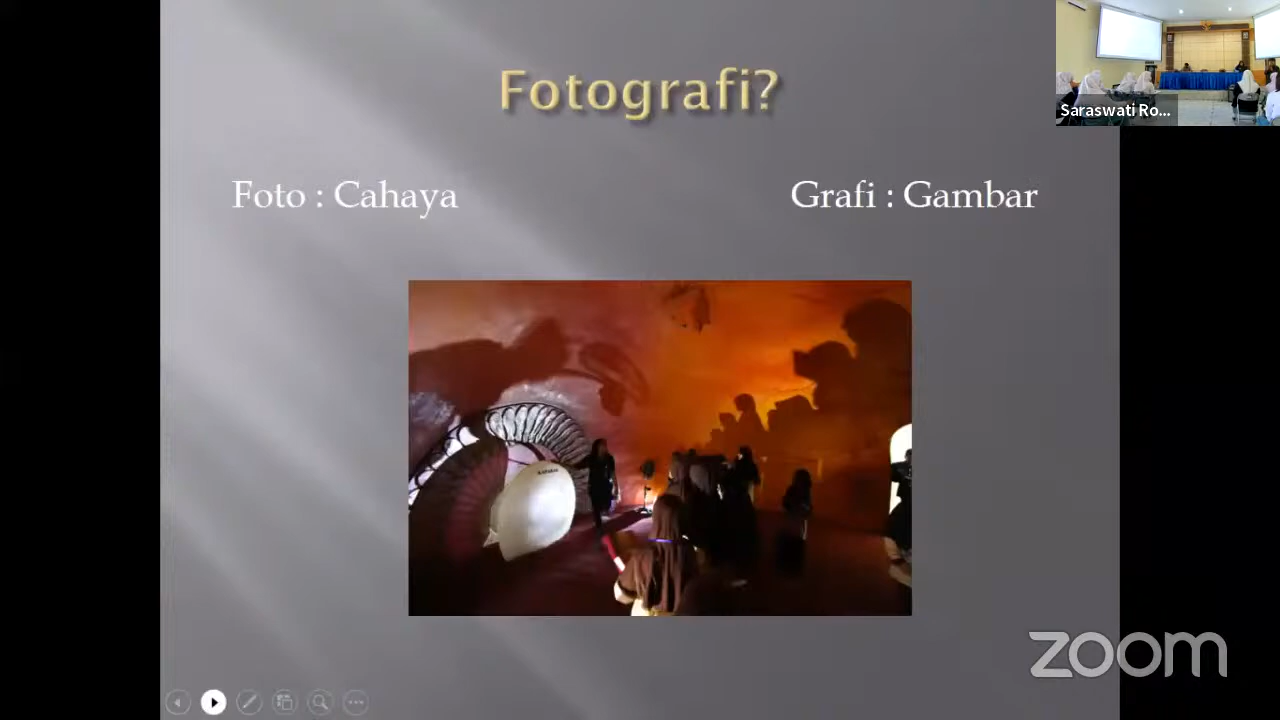 Fotografi?
Saraswati Ro...
Foto : Cahaya
Grafi : Gambar
zoom